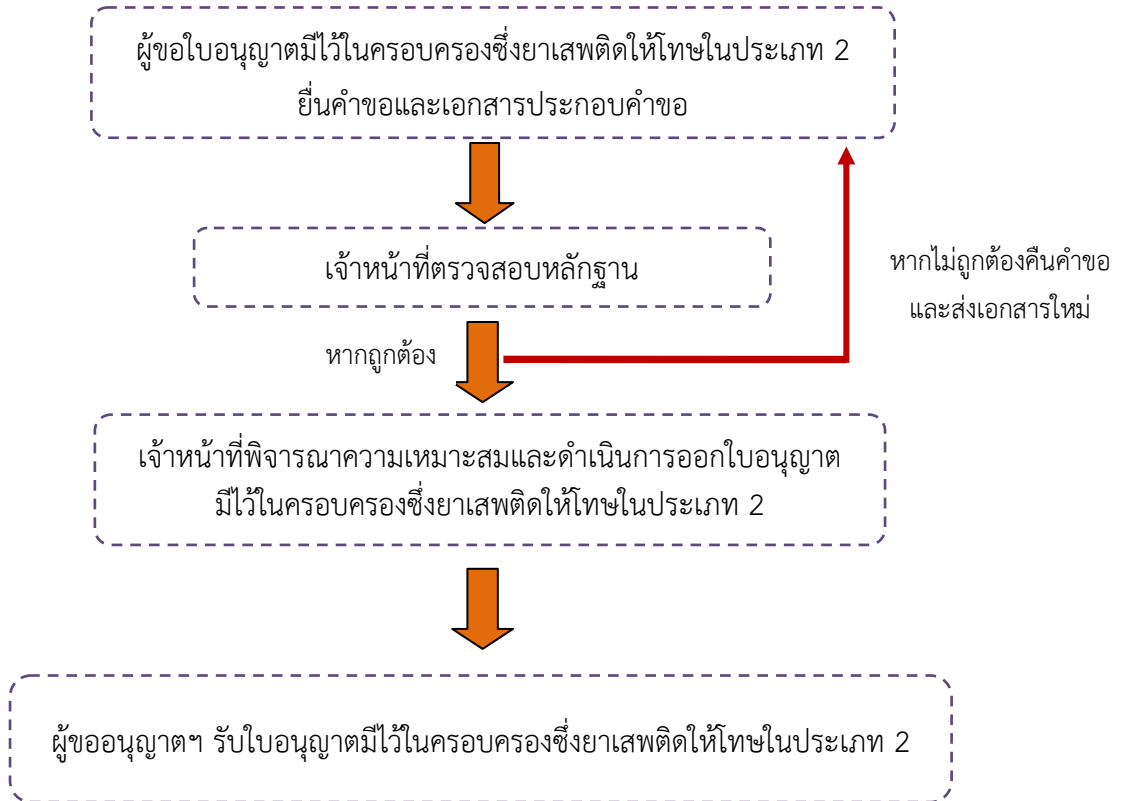 ผู้ขอใบอนุญาตมีไว้ในครอบครองซึ่งยาเสพติดให้โทษในประเภท 2
ยื่นคำขอและเอกสารประกอบคำขอ
เจ้าหน้าที่ตรวจสอบหลักฐาน
หากไม่ถูกต้องคืนคำขอ
และส่งเอกสารใหม่
หากถูกต้อง
เจ้าหน้าที่พิจารณาความเหมาะสมและดำเนินการออกใบอนุญาต
มีไว้ในครอบครองซึ่งยาเสพติดให้โทษในประเภท 2
ผู้ขออนุญาตฯ รับใบอนุญาตมีไว้ในครอบครองซึ่งยาเสพติดให้โทษในประเภท 2